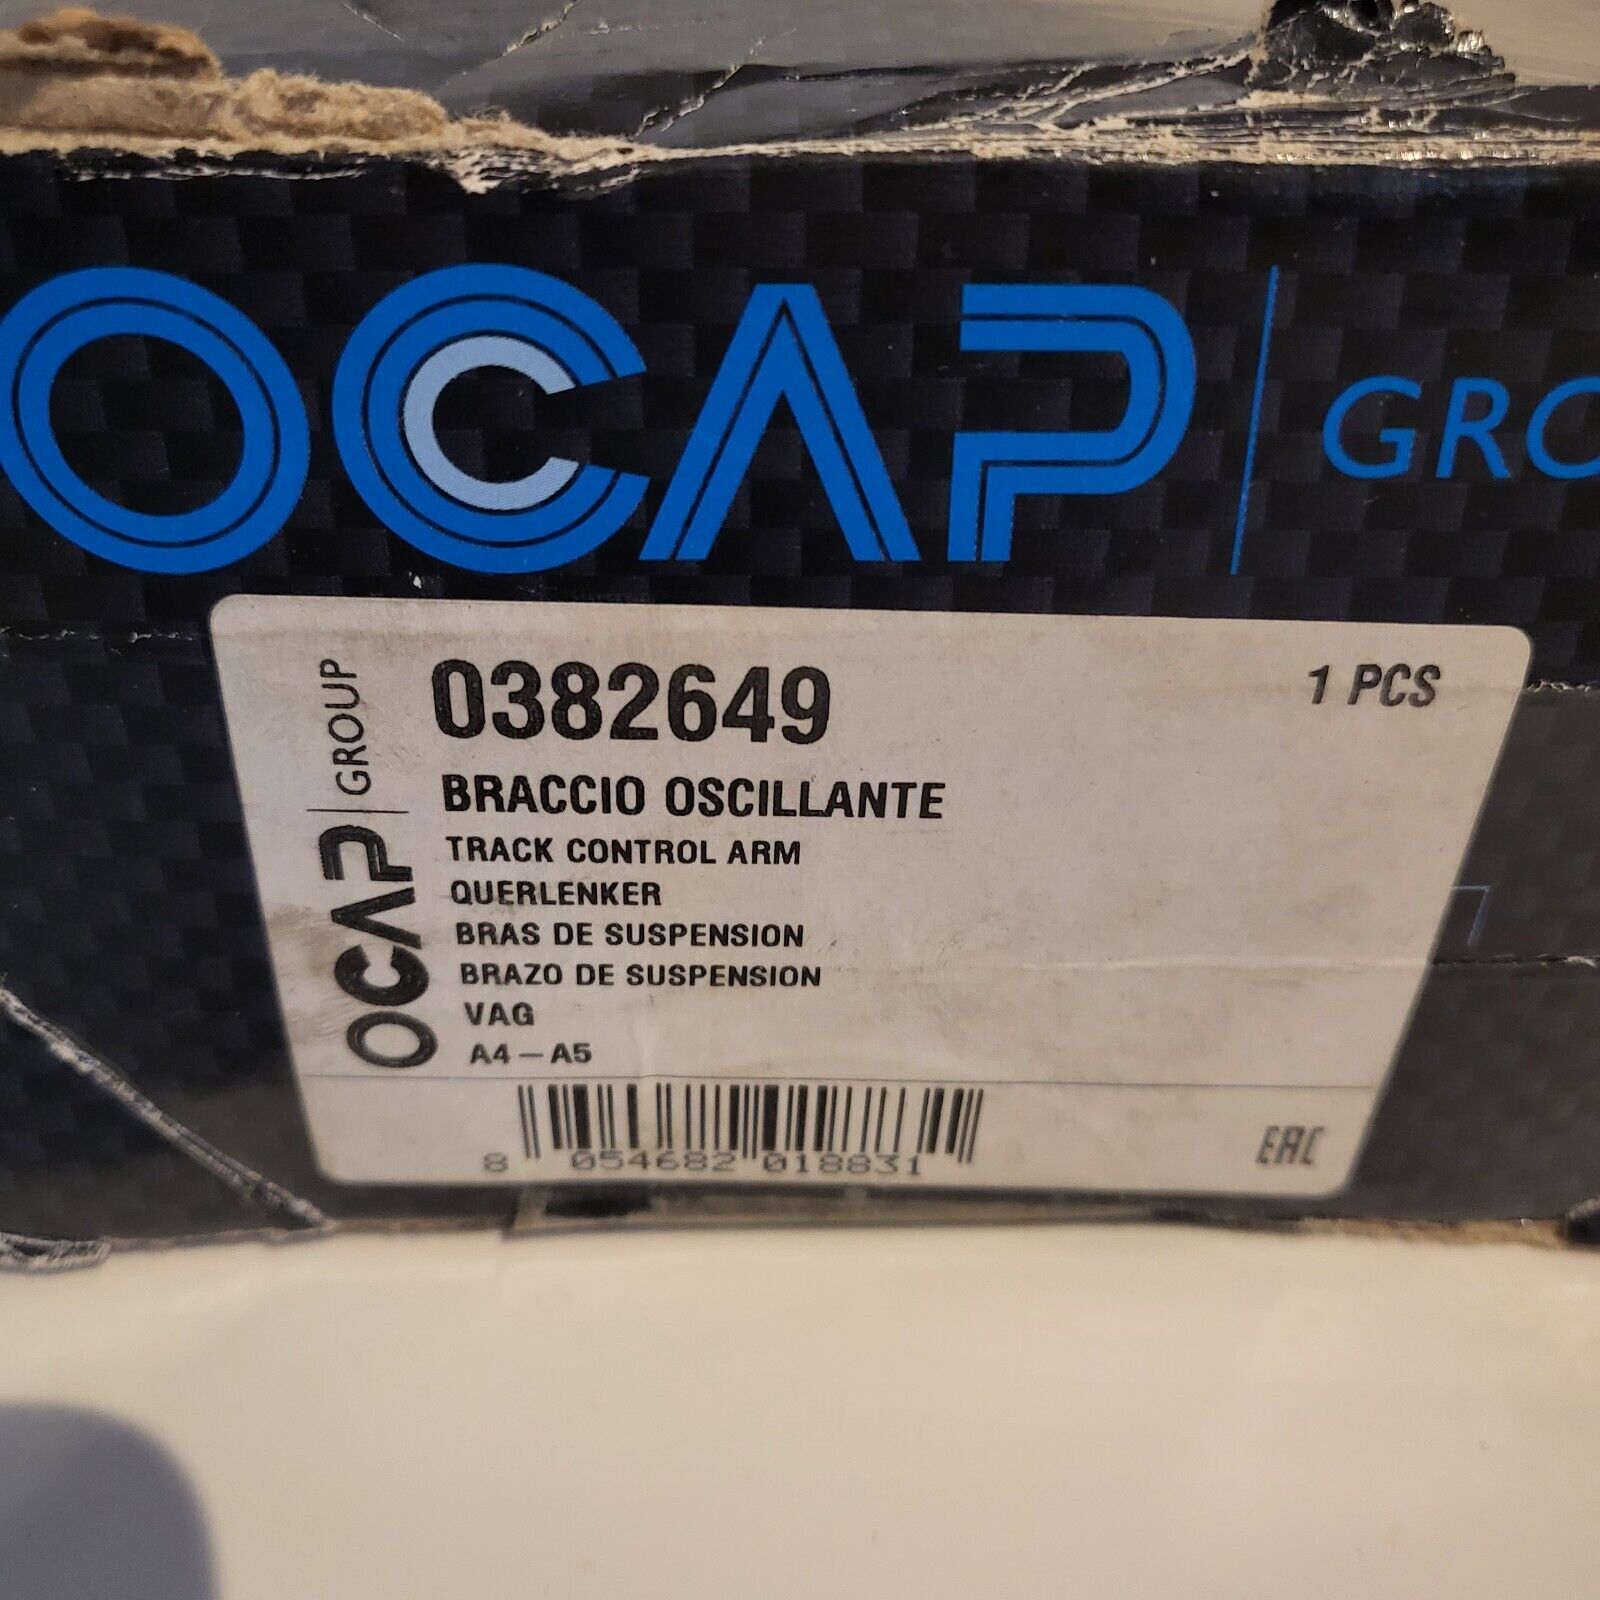 OCAP GRO
OCAP GROUP
0382649
1 PCS
BRACCIO OSCILLANTE
TRACK CONTROL ARM
QUERLENKER
BRAS DE SUSPENSION
BRAZO DE SUSPENSION
VAG
A4-A5
8 054682 018831
EAC